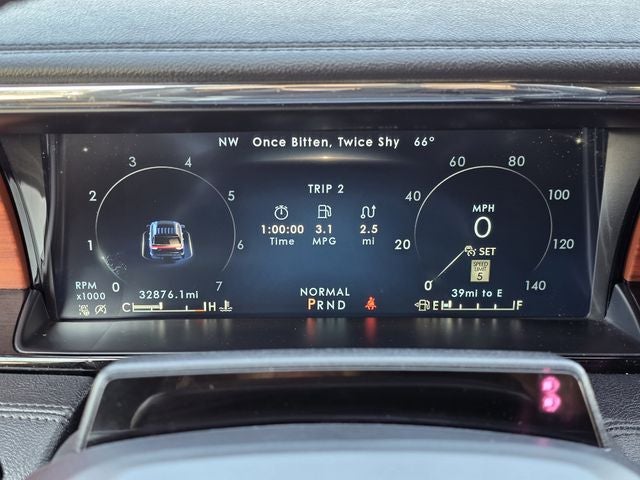 NW Once Bitten, Twice Shy 66°
3 4
2 5
1 6
0 7
RPM
x1000
32876.1mi
C H
TRIP 2
1:00:00 3.1 2.5
Time MPG mi
NORMAL
PRND
60 80
40 100
20 120
0 140
MPH
0
SET
SPEED
LIMIT
5
39mi to E
E F